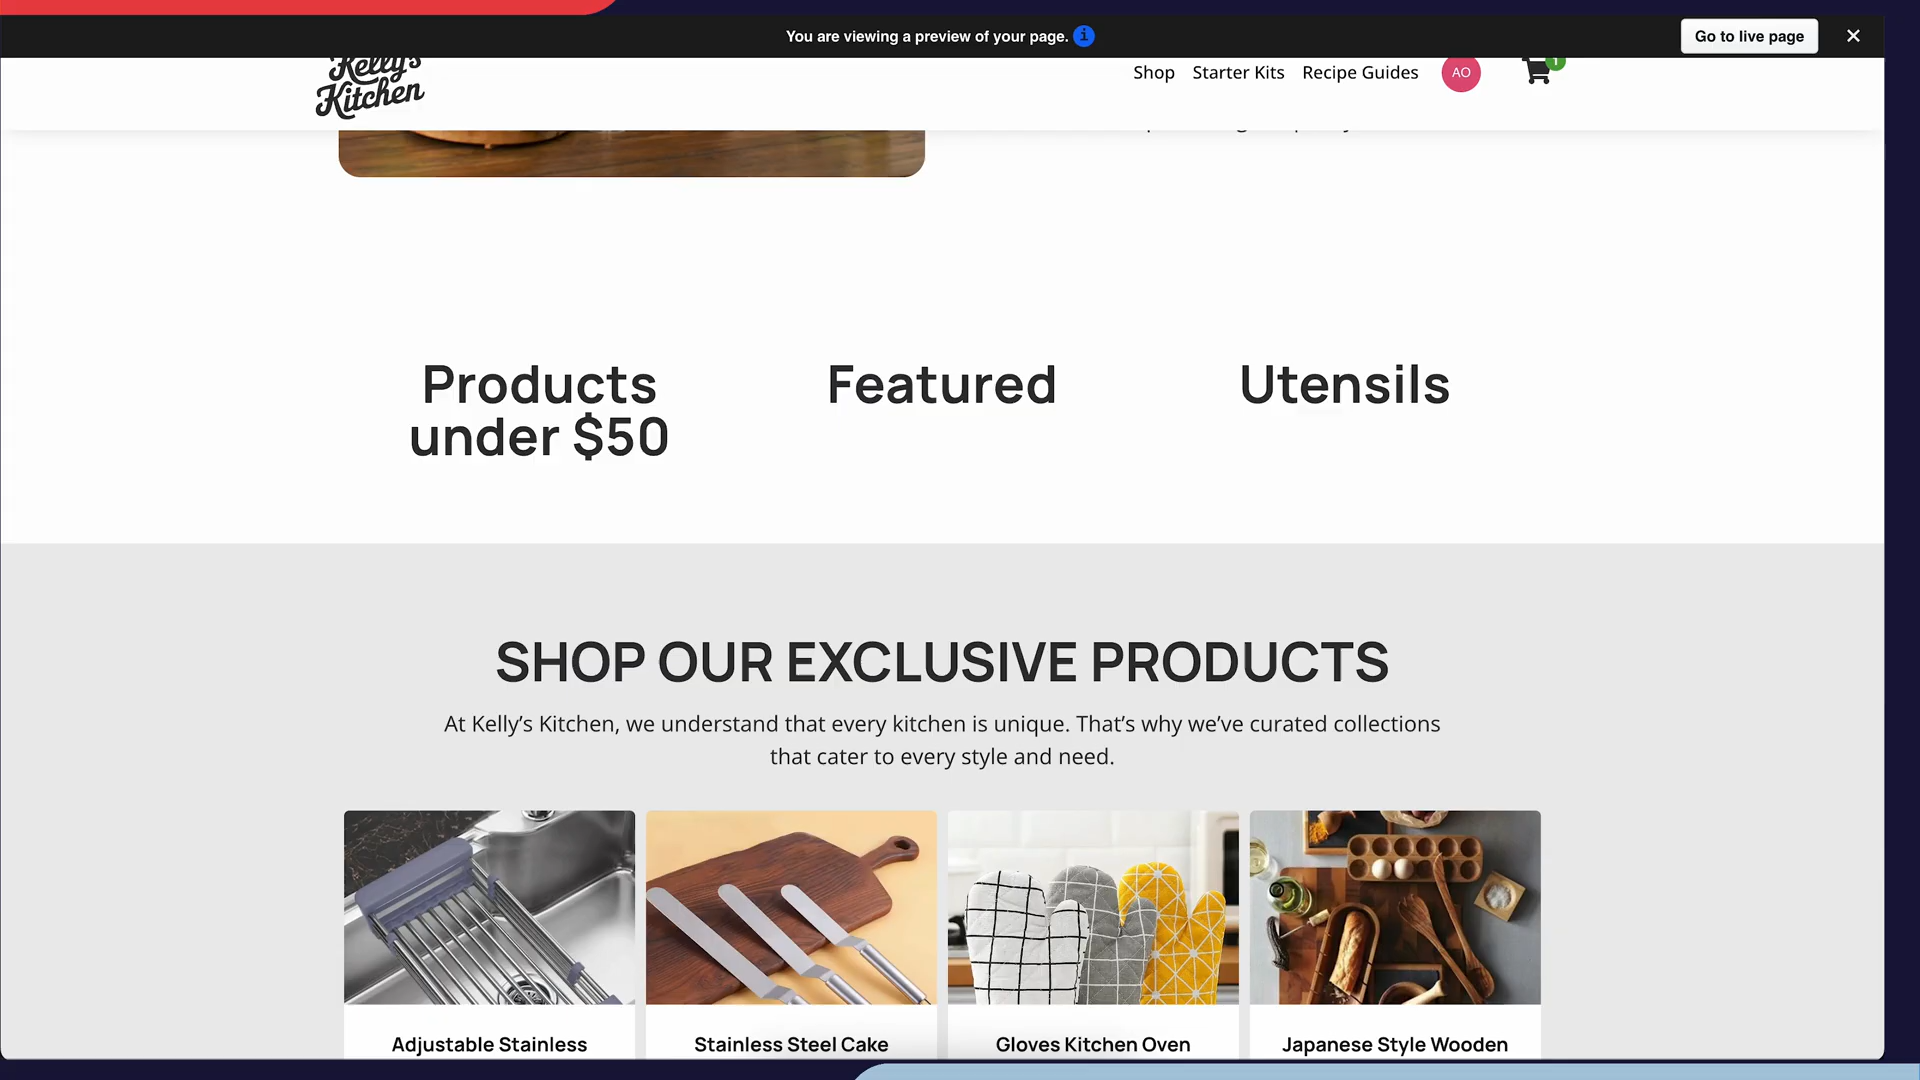 You are viewing a preview of your page.
Go to live page
Kelly's
Kitchen
Shop
Starter Kits
Recipe Guides
AO
1
Products
under $50
Featured
Utensils
SHOP OUR EXCLUSIVE PRODUCTS
At Kelly’s Kitchen, we understand that every kitchen is unique. That’s why we’ve curated collections
that cater to every style and need.
Adjustable Stainless
Stainless Steel Cake
Gloves Kitchen Oven
Japanese Style Wooden